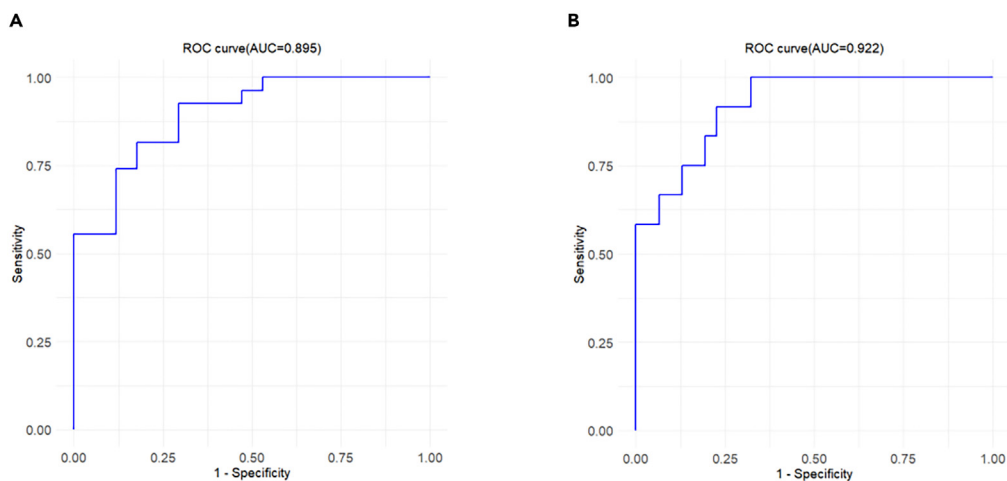 A
ROC curve(AUC=0.895)
1.00
0.75
0.50
0.25
0.00
Sensitivity
0.00 0.25 0.50 0.75 1.00
1 - Specificity
B
ROC curve(AUC=0.922)
1.00
0.75
0.50
0.25
0.00
Sensitivity
0.00 0.25 0.50 0.75 1.00
1 - Specificity